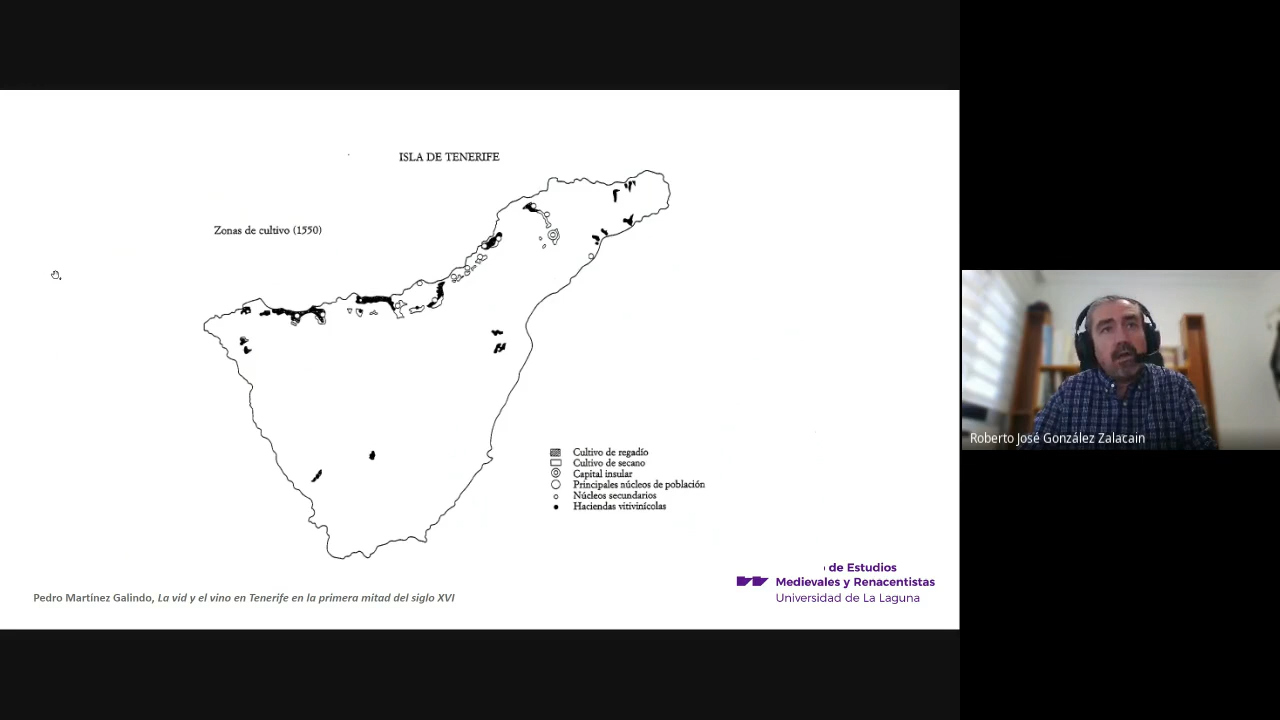 ISLA DE TENERIFE
Zonas de cultivo (1550)
Cultivo de regadío
Cultivo de secano
Capital insular
Principales núcleos de población
Núcleos secundarios
Haciendas vitivinícolas
Pedro Martínez Galindo, La vid y el vino en Tenerife en la primera mitad del siglo XVI
de Estudios
Medievales y Renacentistas
Universidad de La Laguna
Roberto José González Zalacain